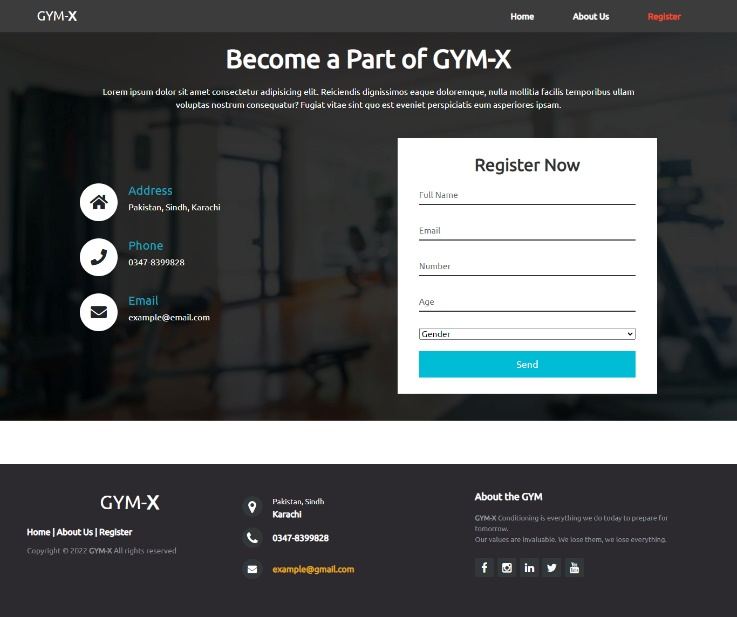 GYM-X
Home About Us Register
Become a Part of GYM-X
Lorem ipsum dolor sit amet consectetur adipisicing elit. Reiciendis dignissimos eaque doloremque, nulla mollitia facilis temporibus ullam
voluptas nostrum consequatur? Fugiat vitae sint quo est eveniet perspiciatis eum asperiores ipsam.
Address
Pakistan, Sindh, Karachi
Phone
0347-8399828
Email
example@email.com
Register Now
Full Name
Email
Number
Age
Gender
Send
GYM-X
Home | About Us | Register
Copyright © 2022 GYM-X All rights reserved
Pakistan, Sindh
Karachi
0347-8399828
example@gmail.com
About the GYM
GYM-X Conditioning is everything we do today to prepare for
tomorrow.
Our values are invaluable. We lose them, we lose everything.